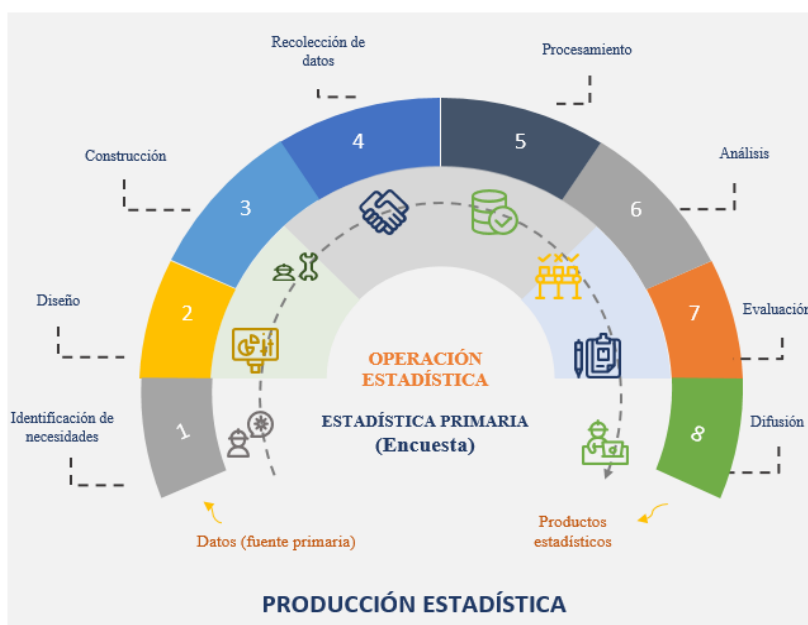 Recolección de
datos
Procesamiento
Construcción
Análisis
Diseño
Evaluación
Identificación de
necesidades
Difusión
1
2
3
4
5
6
7
8
OPERACIÓN
ESTADÍSTICA
ESTADÍSTICA PRIMARIA
(Encuesta)
Datos (fuente primaria)
Productos
estadísticos
PRODUCCIÓN ESTADÍSTICA